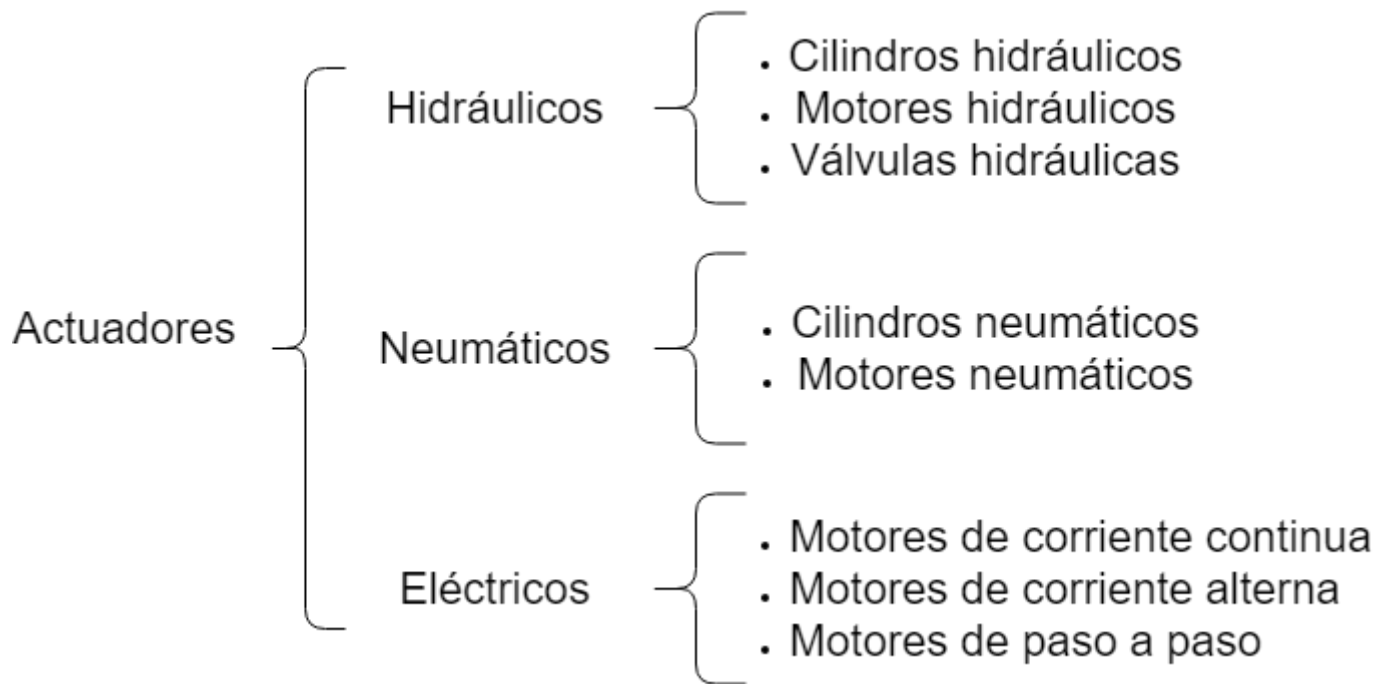 Actuadores
Hidráulicos
. Cilindros hidráulicos
. Motores hidráulicos
. Válvulas hidráulicas
Neumáticos
. Cilindros neumáticos
. Motores neumáticos
Eléctricos
. Motores de corriente continua
. Motores de corriente alterna
. Motores de paso a paso